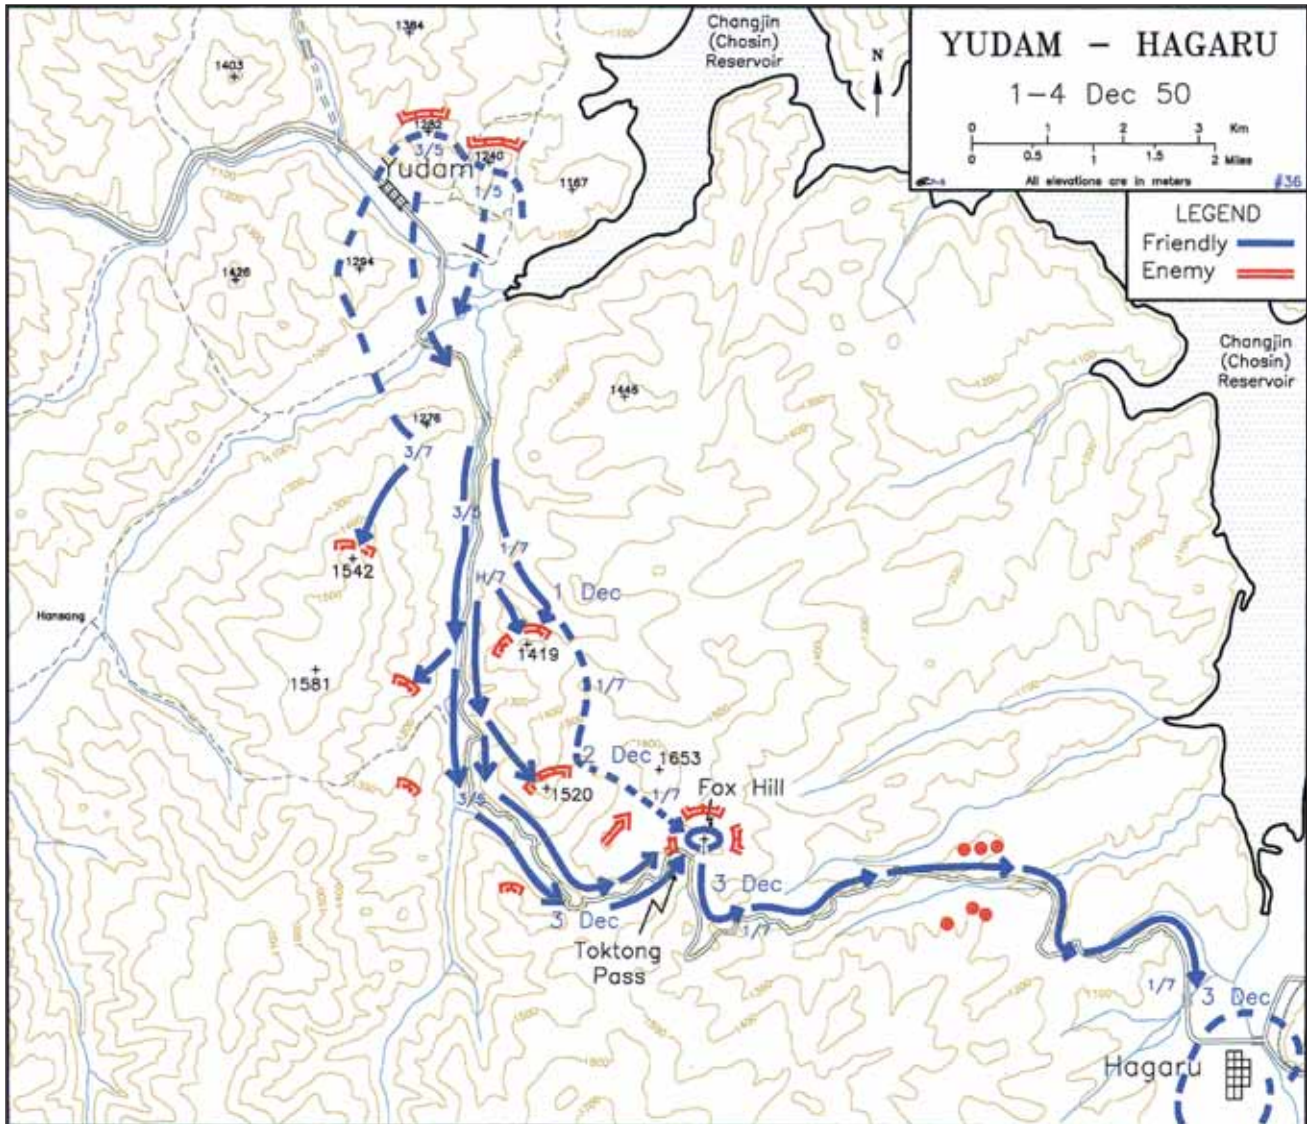 YUDAM – HAGARU
1–4 Dec 50
0 1 2 3 Km
0 0.5 1 1.5 2 Miles
All elevations are in meters
#36
LEGEND
Friendly
Enemy
N
Changjin
(Chosin)
Reservoir
Changjin
(Chosin)
Reservoir
1364
1403
1100
1282
3/5
1240
Yudam
1/5
1167
1294
1426
1446
1276
3/7
3/5
1/7
H/7
1 Dec
1542
1419
Hansang
1581
1/7
2 Dec
1653
1/7
Fox Hill
1520
3/5
3 Dec
3 Dec
1/7
Toktong
Pass
1/7
3 Dec
Hagaru